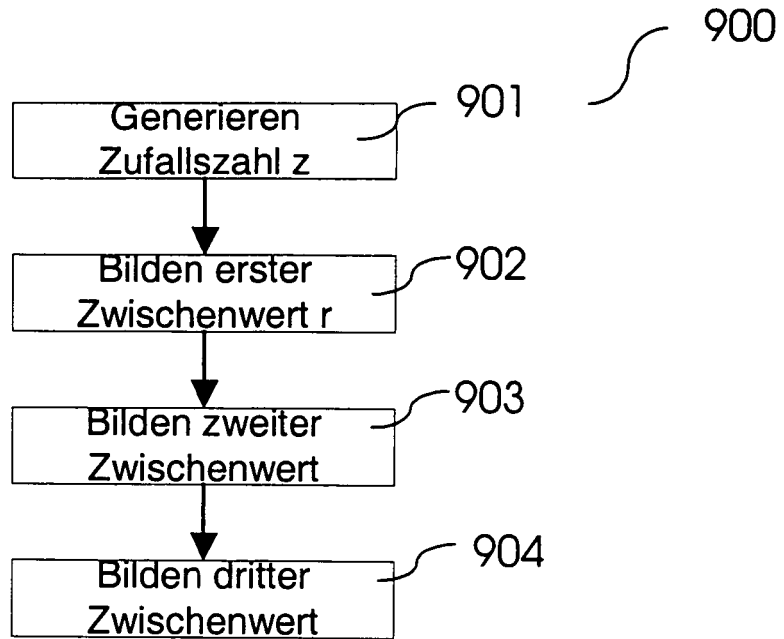 900
901
Generieren
Zufallszahl z
902
Bilden erster
Zwischenwert r
903
Bilden zweiter
Zwischenwert
904
Bilden dritter
Zwischenwert